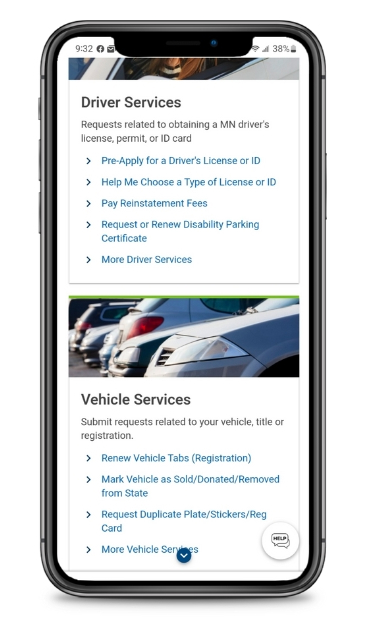 9:32 38%
Driver Services
Requests related to obtaining a MN driver's
license, permit, or ID card
Pre-Apply for a Driver's License or ID
Help Me Choose a Type of License or ID
Pay Reinstatement Fees
Request or Renew Disability Parking
Certificate
More Driver Services
Vehicle Services
Submit requests related to your vehicle, title or
registration.
Renew Vehicle Tabs (Registration)
Mark Vehicle as Sold/Donated/Removed
from State
Request Duplicate Plate/Stickers/Reg
Card
HELP
More Vehicle Services